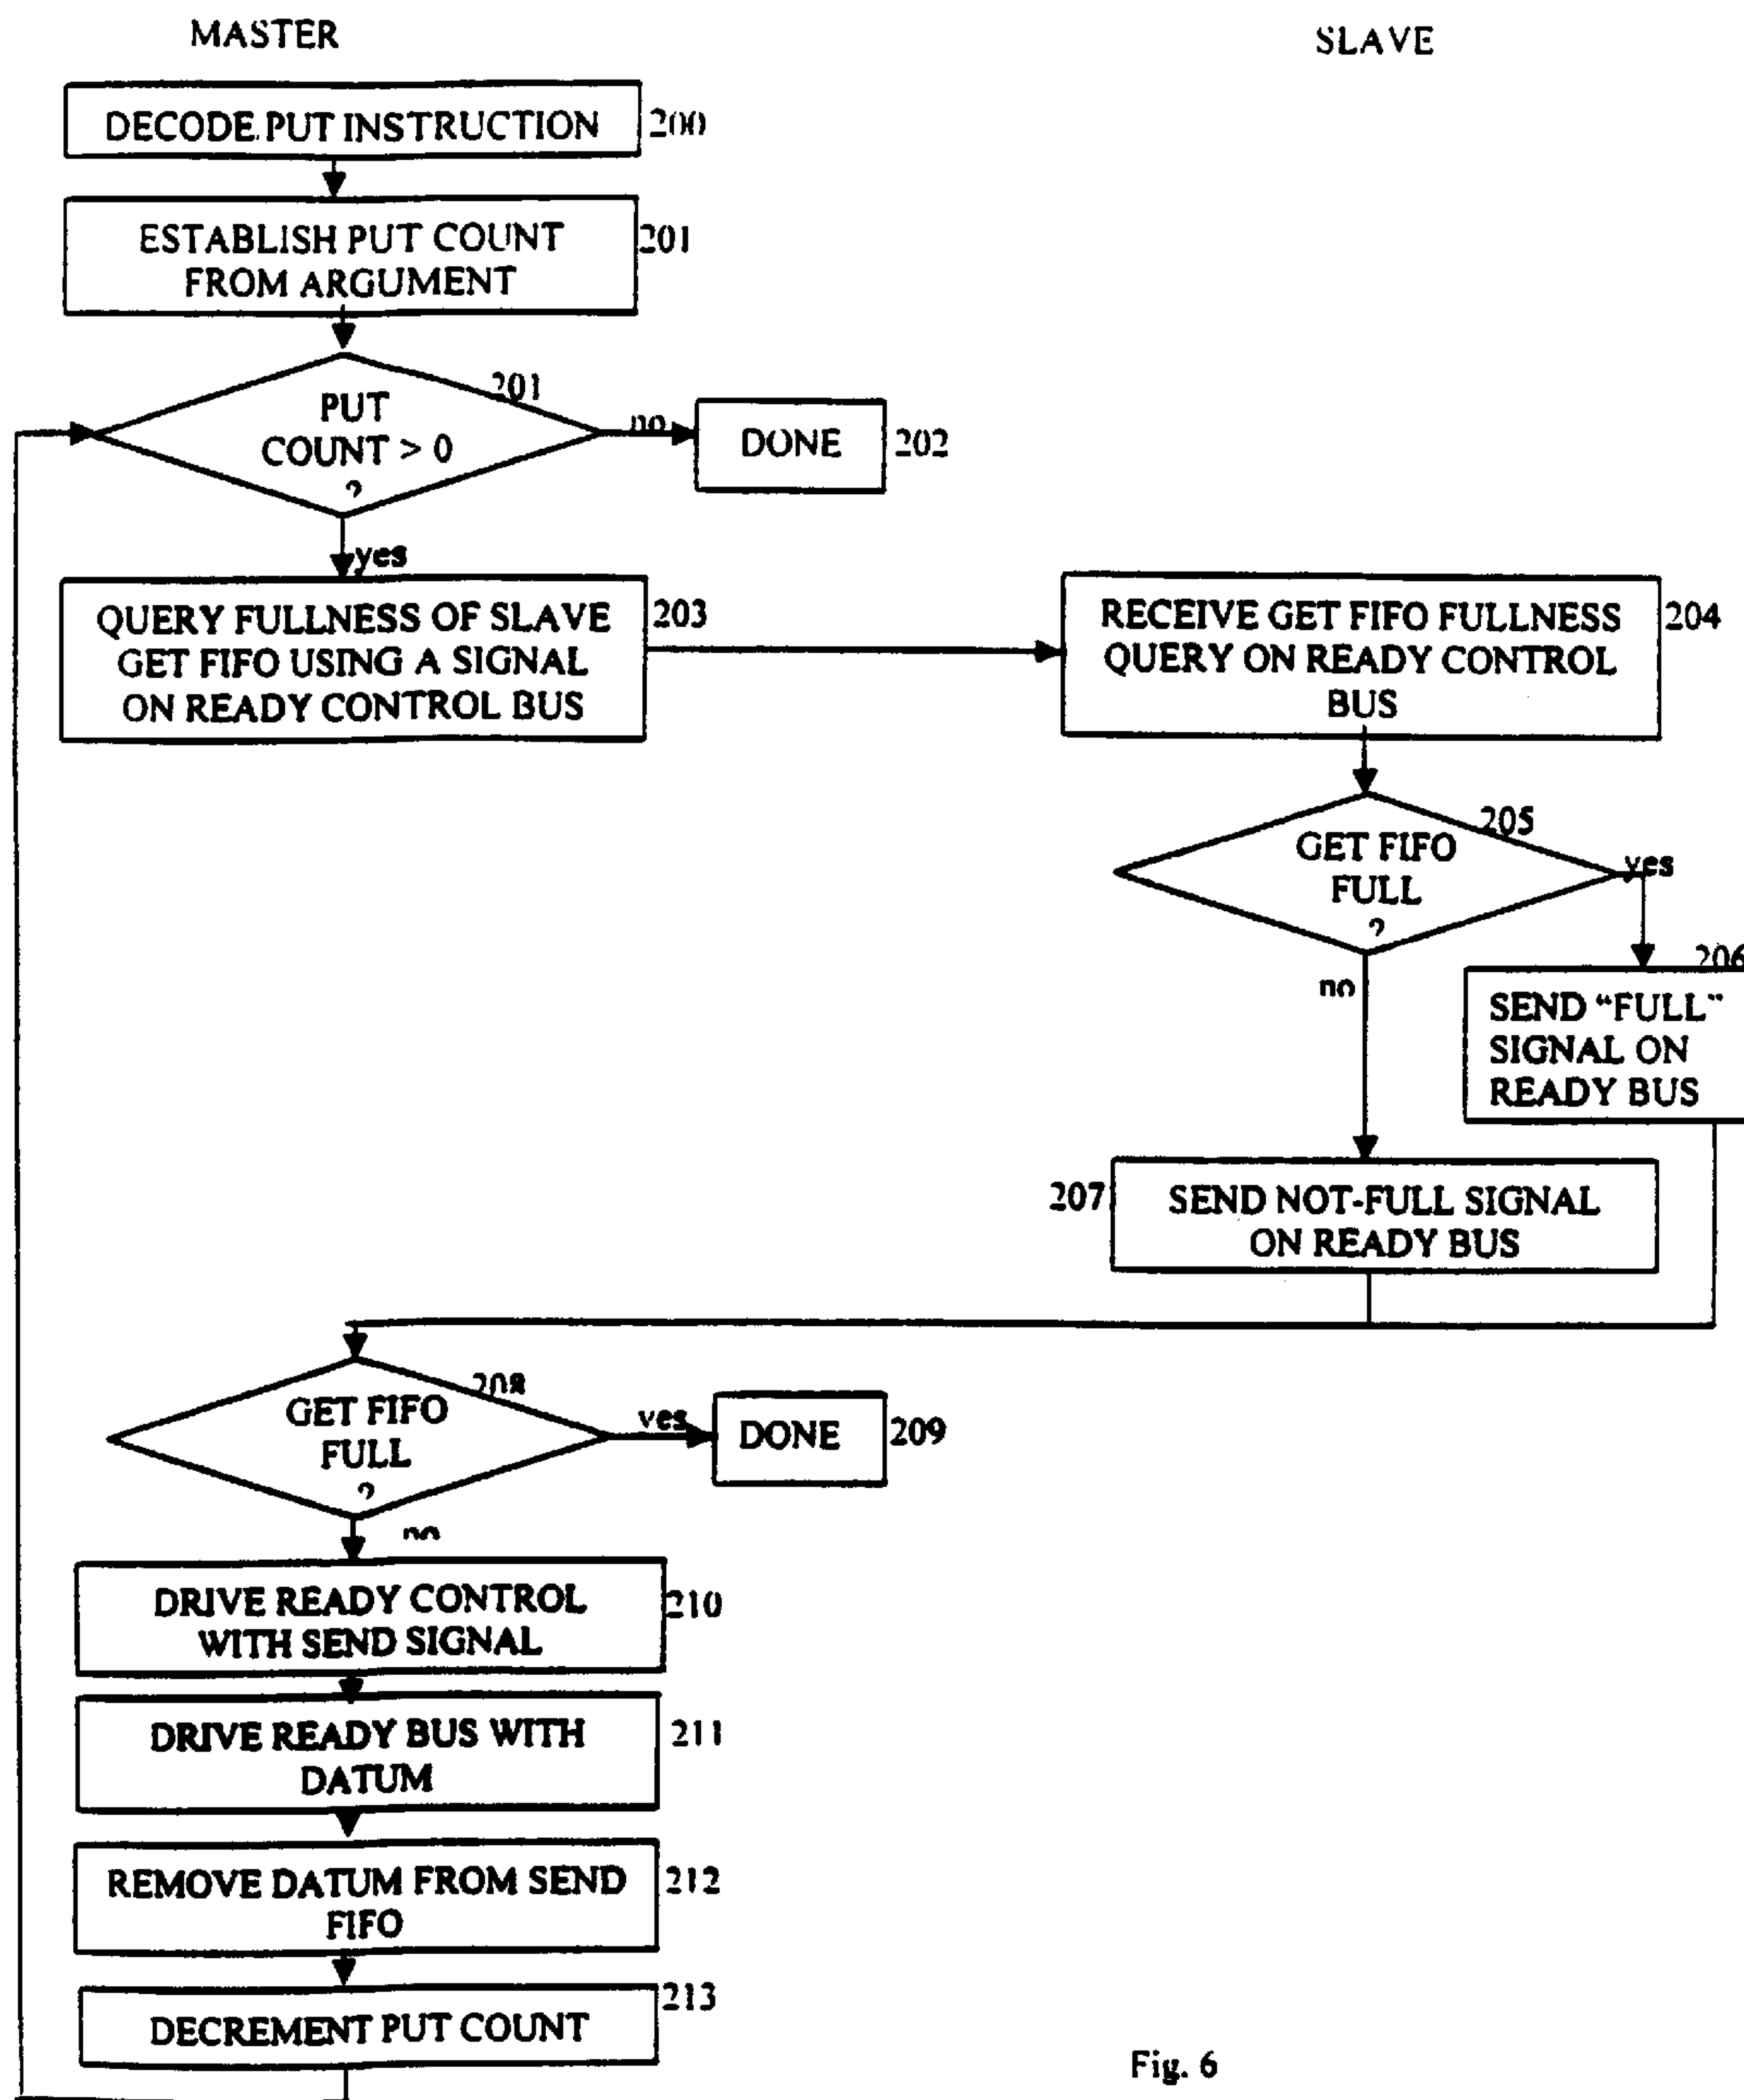 MASTER
SLAVE
DECODE PUT INSTRUCTION
200
ESTABLISH PUT COUNT
FROM ARGUMENT
201
PUT
COUNT > 0
?
201
no
DONE
202
yes
QUERY FULLNESS OF SLAVE
GET FIFO USING A SIGNAL
ON READY CONTROL BUS
203
RECEIVE GET FIFO FULLNESS
QUERY ON READY CONTROL
BUS
204
GET FIFO
FULL
?
205
yes
no
206
SEND "FULL"
SIGNAL ON
READY BUS
207
SEND NOT-FULL SIGNAL
ON READY BUS
GET FIFO
FULL
?
208
yes
DONE
209
no
DRIVE READY CONTROL
WITH SEND SIGNAL
210
DRIVE READY BUS WITH
DATUM
211
REMOVE DATUM FROM SEND
FIFO
212
DECREMENT PUT COUNT
213
Fig. 6